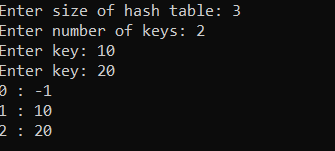 Enter size of hash table: 3
Enter number of keys: 2
Enter key: 10
Enter key: 20
0 : -1
1 : 10
2 : 20